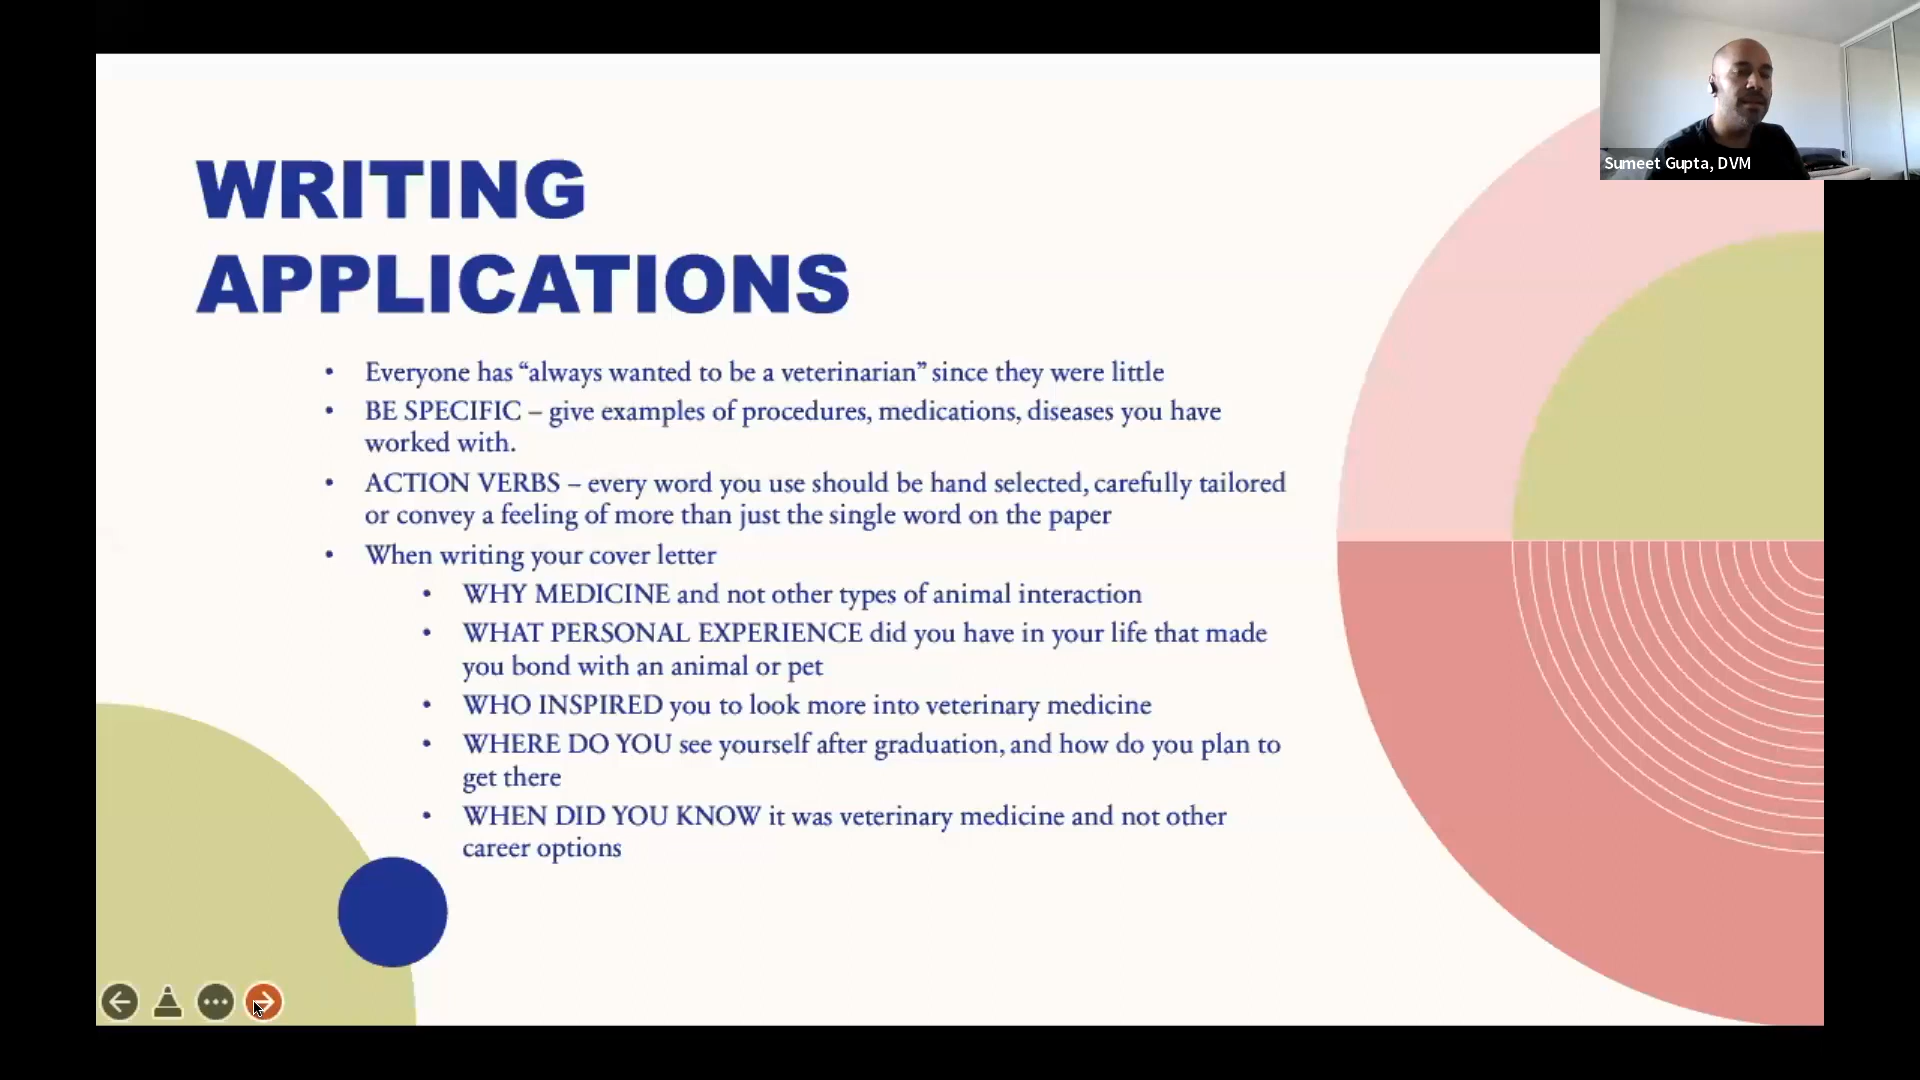 Sumeet Gupta, DVM
WRITING
APPLICATIONS
• Everyone has “always wanted to be a veterinarian” since they were little
• BE SPECIFIC – give examples of procedures, medications, diseases you have
worked with.
• ACTION VERBS – every word you use should be hand selected, carefully tailored
or convey a feeling of more than just the single word on the paper
• When writing your cover letter
• WHY MEDICINE and not other types of animal interaction
• WHAT PERSONAL EXPERIENCE did you have in your life that made
you bond with an animal or pet
• WHO INSPIRED you to look more into veterinary medicine
• WHERE DO YOU see yourself after graduation, and how do you plan to
get there
• WHEN DID YOU KNOW it was veterinary medicine and not other
career options